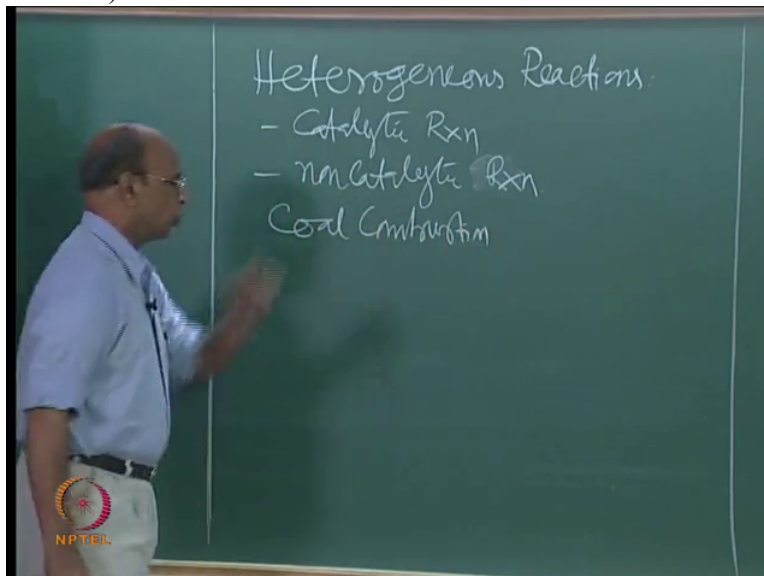 Heterogeneous Reactions.
- Catalytic Rxn
- non Catalytic Rxn.
Coal Combustion
NPTEL